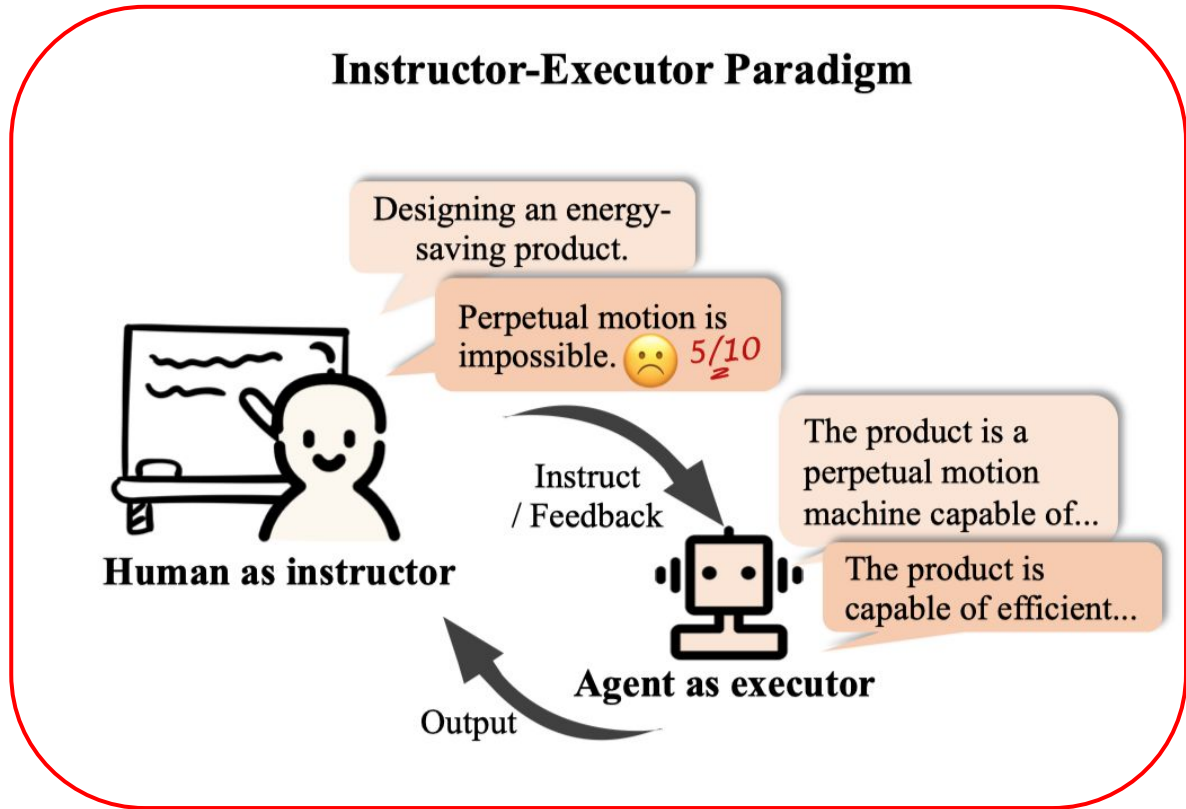 Instructor-Executor Paradigm
Designing an energy-
saving product.
Perpetual motion is
impossible. 5/10
Instruct
/ Feedback
The product is a
perpetual motion
machine capable of...
The product is
capable of efficient...
Human as instructor
Agent as executor
Output